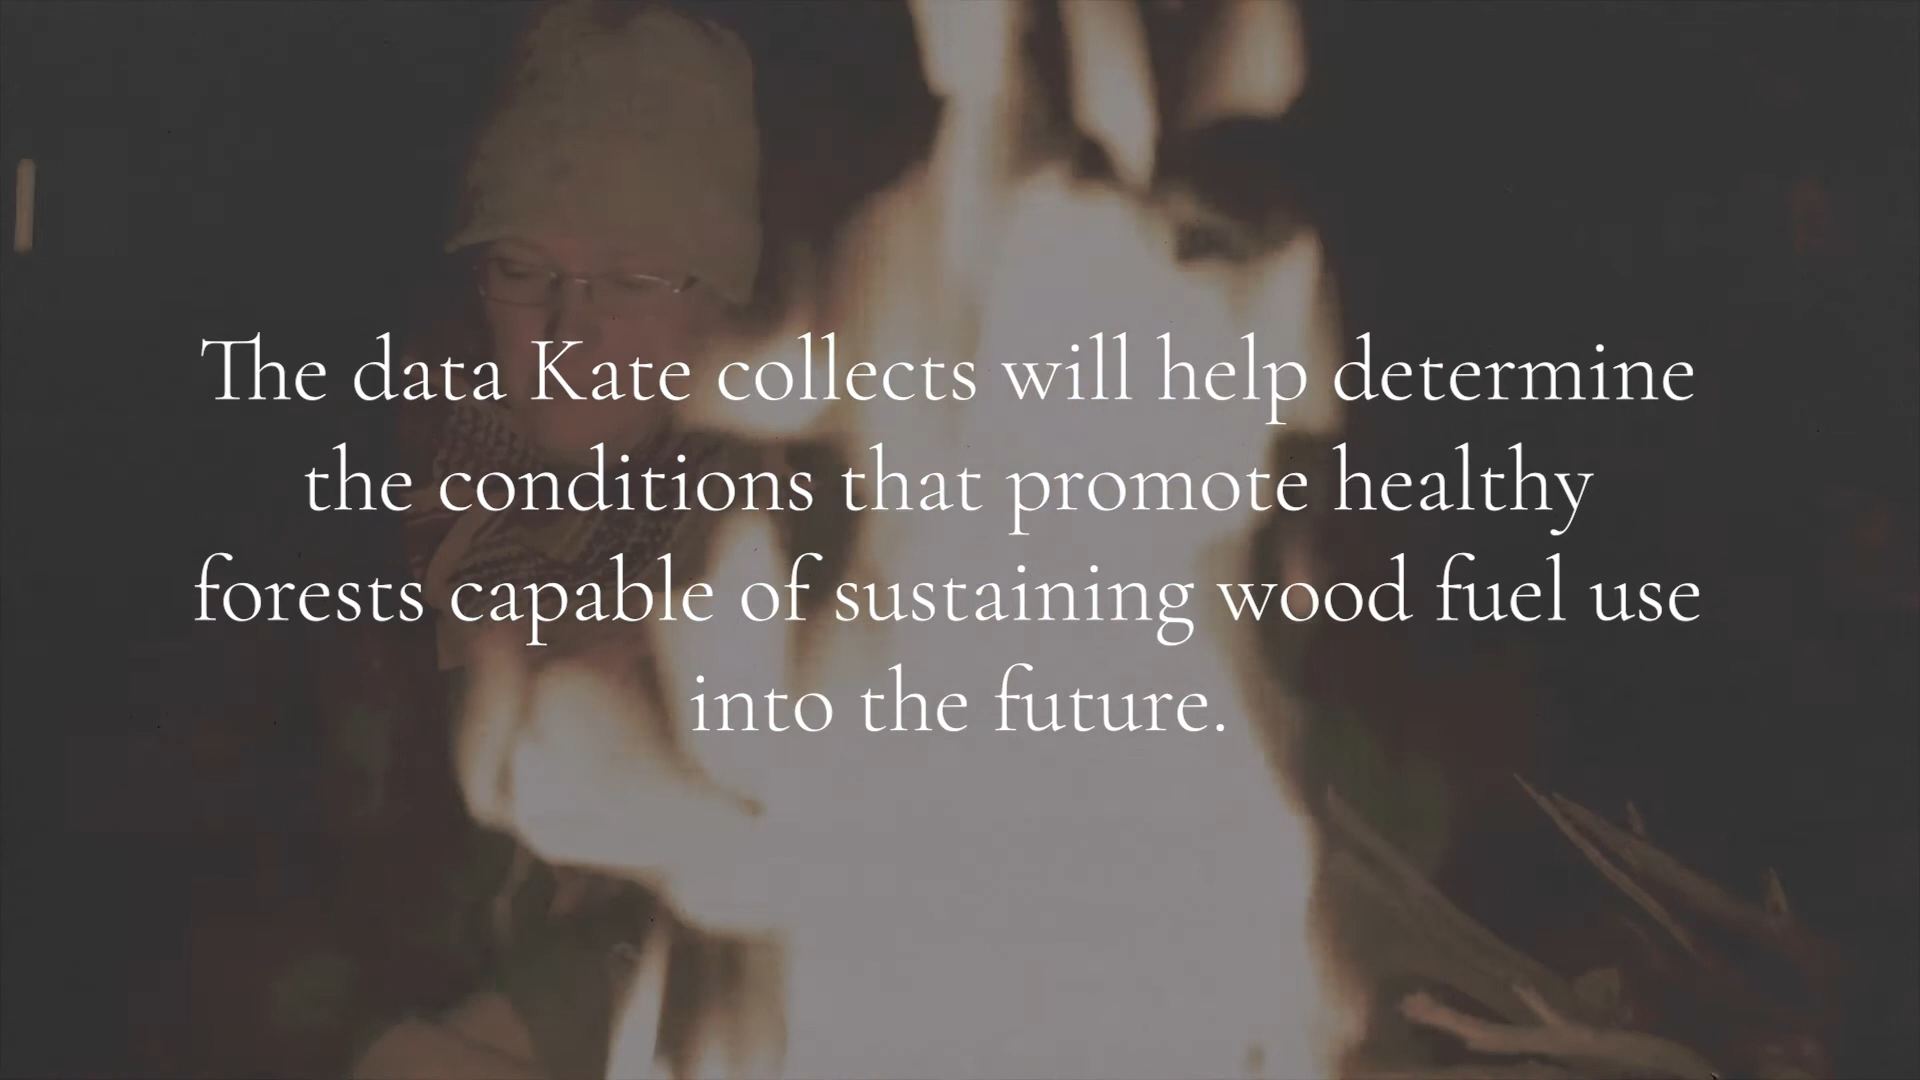 The data Kate collects will help determine
the conditions that promote healthy
forests capable of sustaining wood fuel use
into the future.